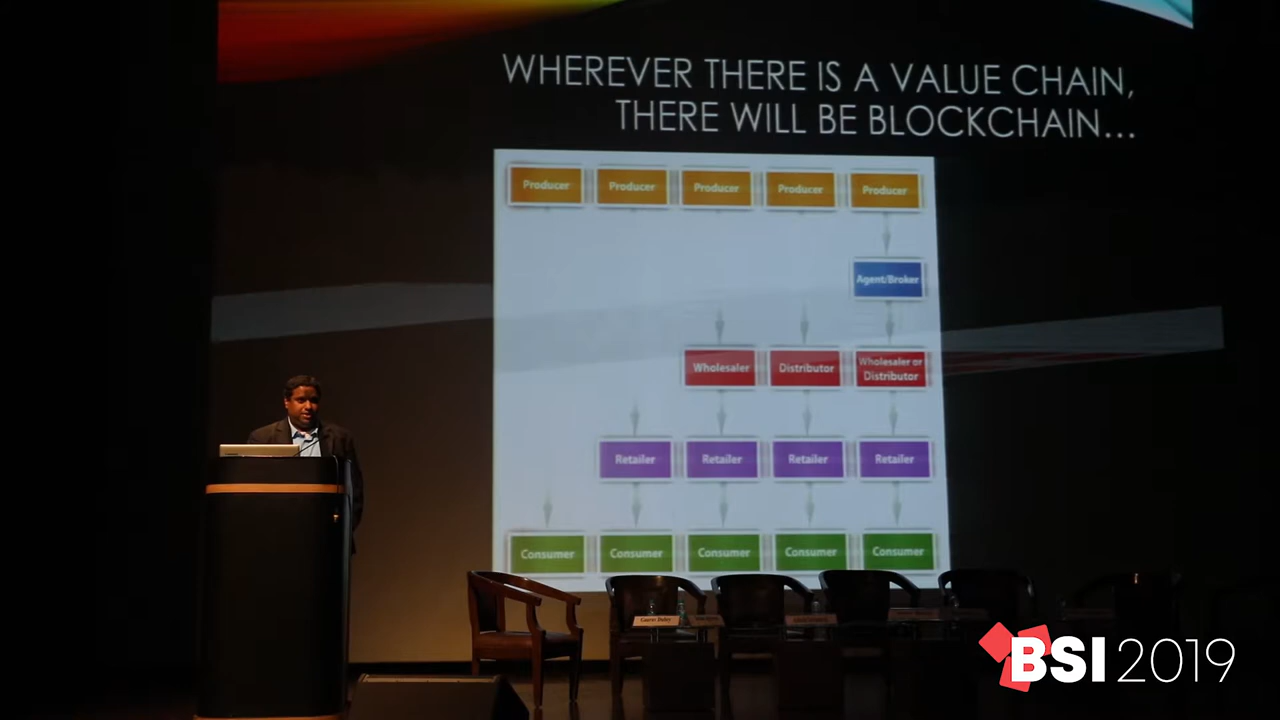 WHEREVER THERE IS A VALUE CHAIN,
THERE WILL BE BLOCKCHAIN...
Producer Producer Producer Producer Producer
Agent/Broker
Wholesaler Distributor Wholesaler or
Distributor
Retailer Retailer Retailer Retailer
Consumer Consumer Consumer Consumer Consumer
BSI 2019